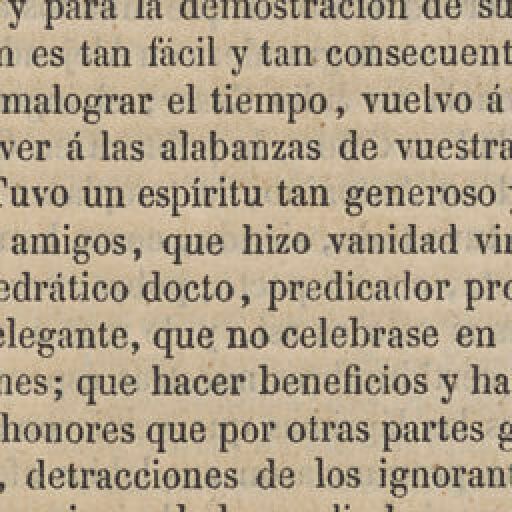 y para la demostracion de su
n es tan fácil y tan consecuent
malograr el tiempo, vuelvo á
ver á las alabanzas de vuestra
Tuvo un espíritu tan generoso y
amigos, que hizo vanidad vir
edrático docto, predicador pro
elegante, que no celebrase en
nes; que hacer beneficios y ha
honores que por otras partes g
, detracciones de los ignorant